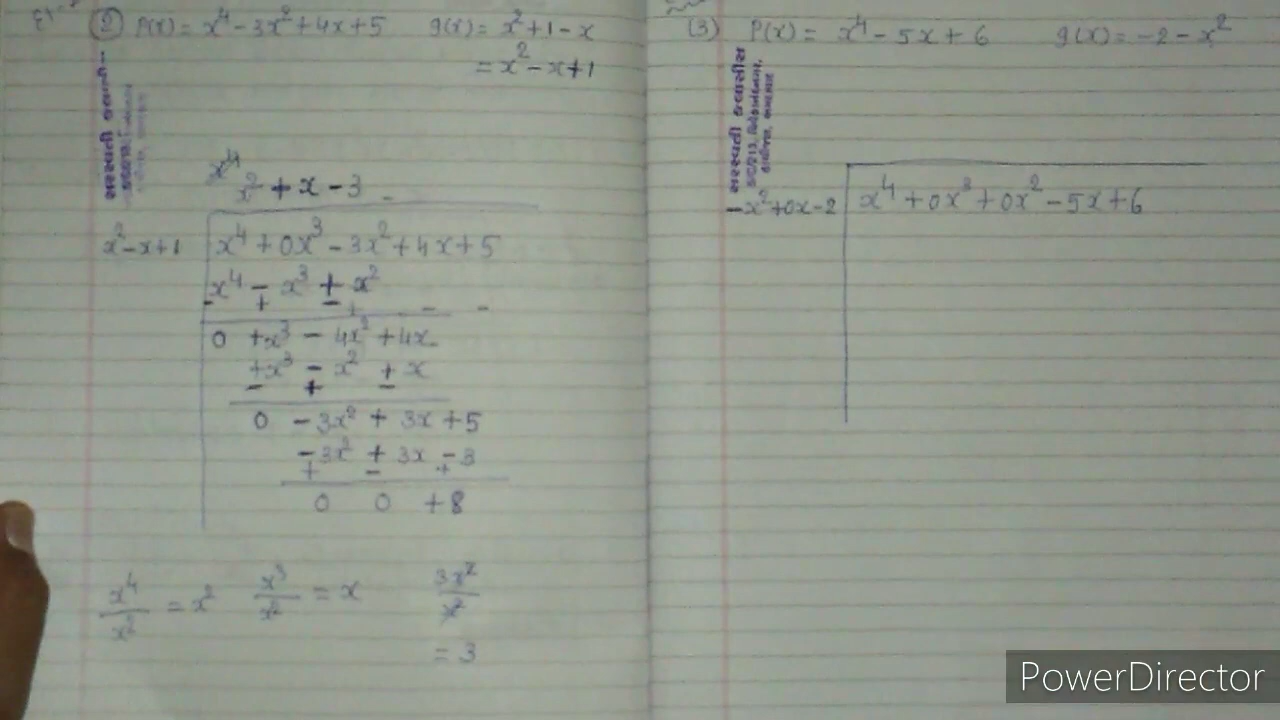 (2) P(x) = x⁴ - 3x² + 4x + 5 g(x) = x² + 1 - x
= x² - x + 1
x⁴
x² + x - 3
x² - x + 1 x⁴ + 0x³ - 3x² + 4x + 5
x⁴ - x³ + x²
- + -
0 + x³ - 4x² + 4x
+ x³ - x² + x
- + -
0 - 3x² + 3x + 5
- 3x² + 3x - 3
+ - +
0 0 + 8
x⁴/x² = x² x³/x² = x 3x²/x²
= 3
(3) P(x) = x⁴ - 5x + 6 g(x) = -2 - x²
સરસ્વતી ક્લાસીસ
-x² + 0x - 2 x⁴ + 0x³ + 0x² - 5x + 6
PowerDirector